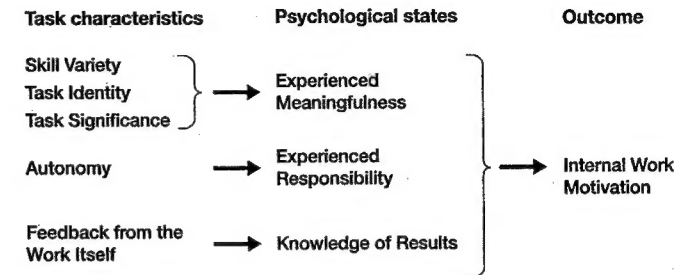 Task characteristics
Psychological states
Outcome
Skill Variety
Task Identity
Task Significance
Experienced
Meaningfulness
Autonomy
Experienced
Responsibility
Internal Work
Motivation
Feedback from the
Work Itself
Knowledge of Results